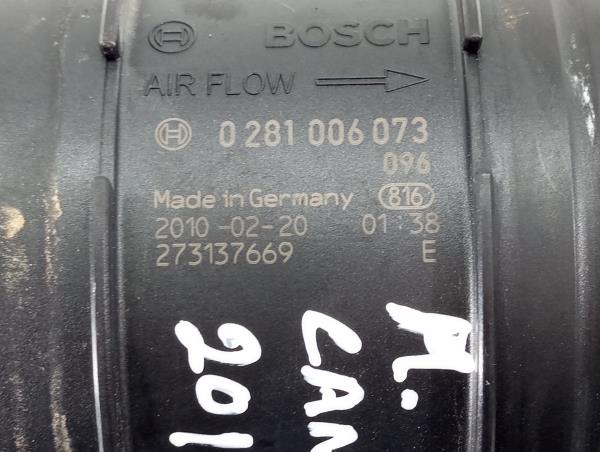 BOSCH
AIR FLOW
0 281 006 073
096
Made in Germany 816
2010-02-20 01:38
273137669 E
M.